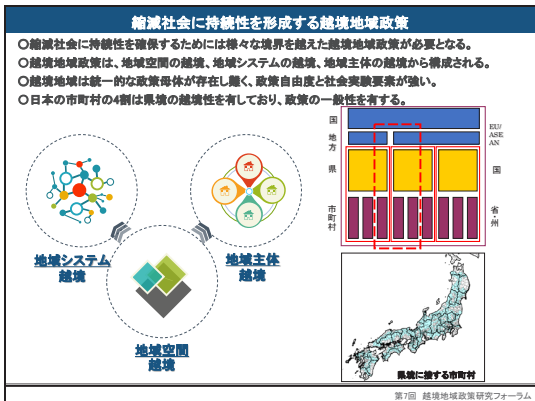 縮減社会に持続性を形成する越境地域政策
○縮減社会に持続性を確保するためには様々な境界を越えた越境地域政策が必要となる。
○越境地域政策は、地域空間の越境、地域システムの越境、地域主体の越境から構成される。
○越境地域は統一的な政策母体が存在し難く、政策自由度と社会実験要素が強い。
○日本の市町村の4割は県境の越境性を有しており、政策の一般性を有する。
国
地方
県
市町村
EU/
ASE
AN
国
省・州
地域システム
越境
地域主体
越境
地域空間
越境
県境に接する市町村
第7回 越境地域政策研究フォーラム